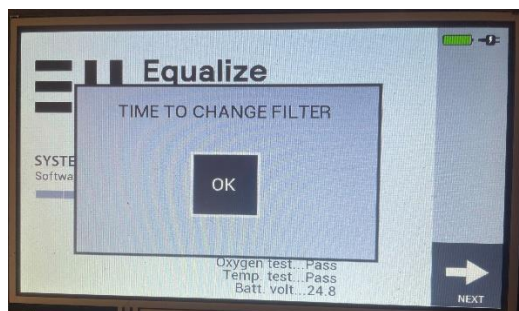 Equalize
TIME TO CHANGE FILTER
SYSTE
Softwa
OK
Oxygen test...Pass
Temp. test...Pass
Batt. volt...24.8
NEXT